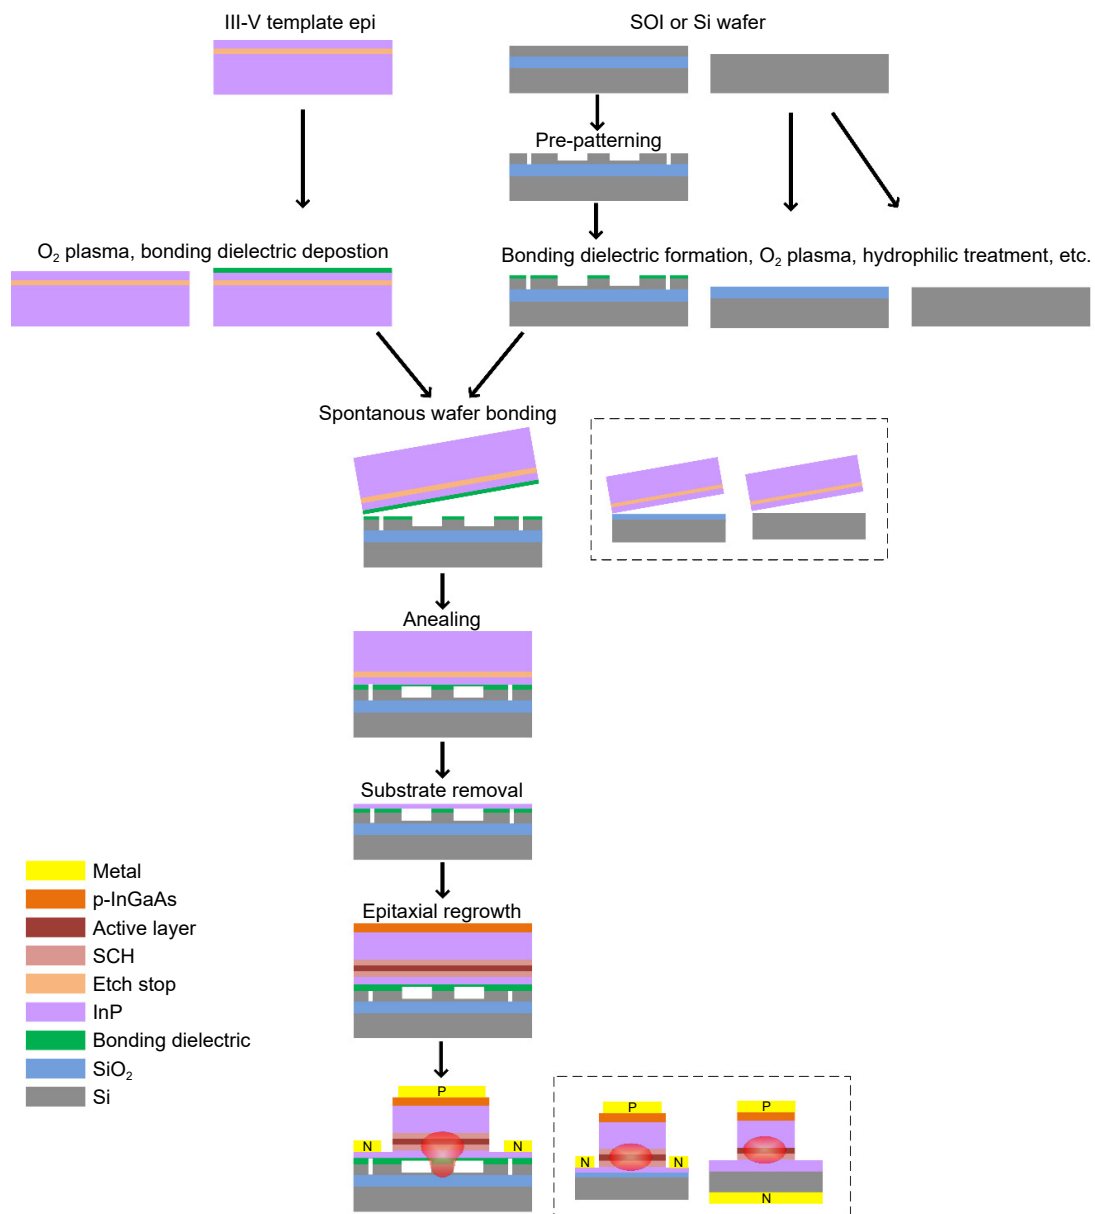 III-V template epi
SOI or Si wafer
Pre-patterning
O₂ plasma, bonding dielectric depostion
Bonding dielectric formation, O₂ plasma, hydrophilic treatment, etc.
Spontanous wafer bonding
Anealing
Substrate removal
Epitaxial regrowth
Metal
p-InGaAs
Active layer
SCH
Etch stop
InP
Bonding dielectric
SiO₂
Si
P
N
N
P
N
N
P
N